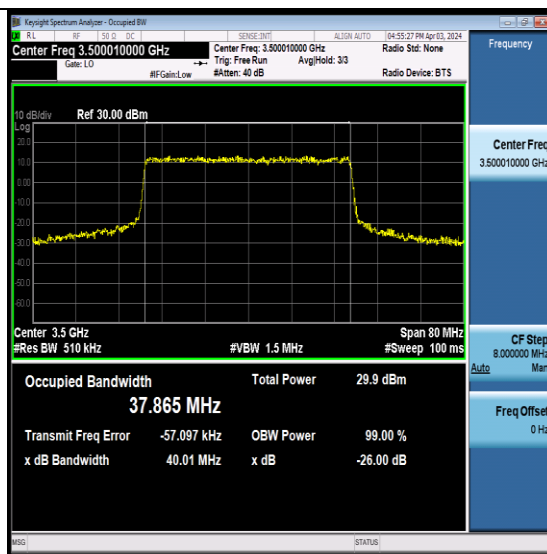 Keysight Spectrum Analyzer - Occupied BW
RL RF 50 Ω DC SENSE:INT ALIGN AUTO 04:55:27 PM Apr 03, 2024
Center Freq 3.500010000 GHz Center Freq: 3.500010000 GHz Radio Std: None
Gate: LO Trig: Free Run Avg|Hold: 3/3
#IFGain:Low #Atten: 40 dB Radio Device: BTS
Frequency
10 dB/div Ref 30.00 dBm
Log
20.0
10.0
0.00
-10.0
-20.0
-30.0
-40.0
-50.0
-60.0
Center 3.5 GHz Span 80 MHz
#Res BW 510 kHz #VBW 1.5 MHz #Sweep 100 ms
Occupied Bandwidth Total Power 29.9 dBm
37.865 MHz
Transmit Freq Error -57.097 kHz OBW Power 99.00 %
x dB Bandwidth 40.01 MHz x dB -26.00 dB
Center Freq
3.500010000 GHz
CF Step
8.000000 MHz
Auto Man
Freq Offset
0 Hz
MSG STATUS